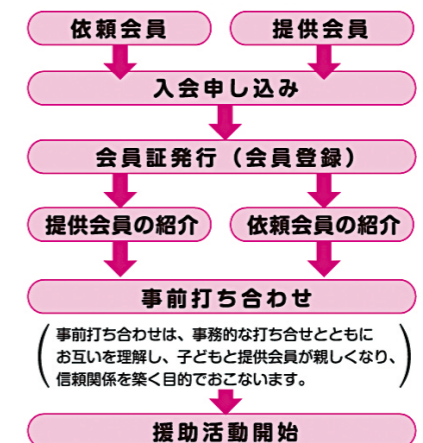 依頼会員
提供会員
入会申し込み
会員証発行（会員登録）
提供会員の紹介
依頼会員の紹介
事前打ち合わせ
事前打ち合わせは、事務的な打ち合せとともに
お互いを理解し、子どもと提供会員が親しくなり、
信頼関係を築く目的でおこないます。
援助活動開始